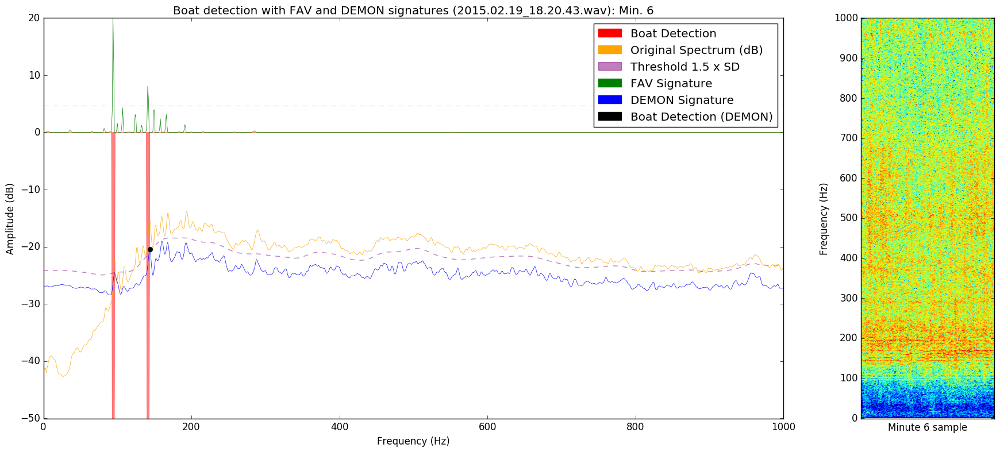 Boat detection with FAV and DEMON signatures (2015.02.19_18.20.43.wav): Min. 6
20
10
0
−10
−20
−30
−40
−50
Amplitude (dB)
0
200
400
600
800
1000
Frequency (Hz)
Boat Detection
Original Spectrum (dB)
Threshold 1.5 x SD
FAV Signature
DEMON Signature
Boat Detection (DEMON)
1000
900
800
700
600
500
400
300
200
100
0
Frequency (Hz)
Minute 6 sample